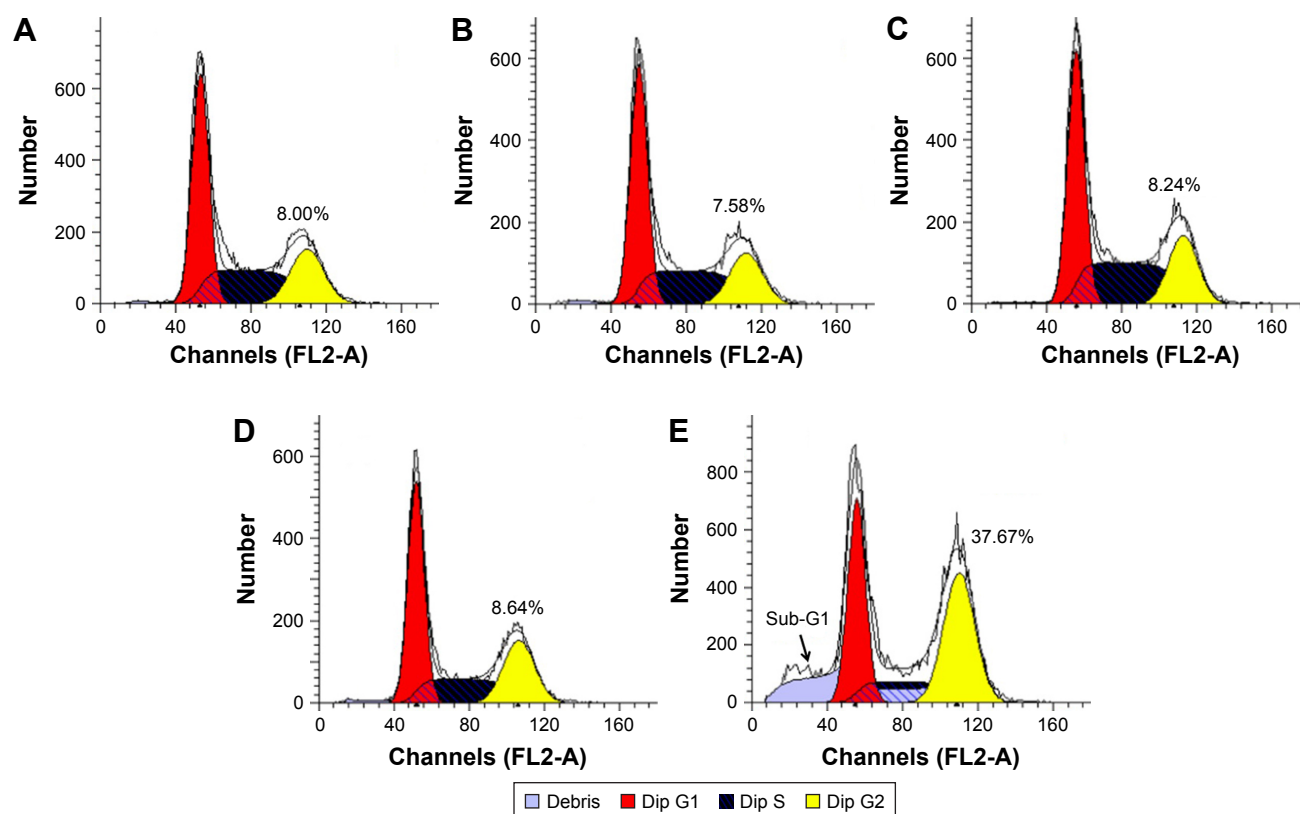 A
Number
600
400
200
0
8.00%
0 40 80 120 160
Channels (FL2-A)
B
Number
600
400
200
0
7.58%
0 40 80 120 160
Channels (FL2-A)
C
Number
600
400
200
0
8.24%
0 40 80 120 160
Channels (FL2-A)
D
Number
600
400
200
0
8.64%
0 40 80 120 160
Channels (FL2-A)
E
Number
800
600
400
200
0
37.67%
Sub-G1
0 40 80 120 160
Channels (FL2-A)
Debris Dip G1 Dip S Dip G2